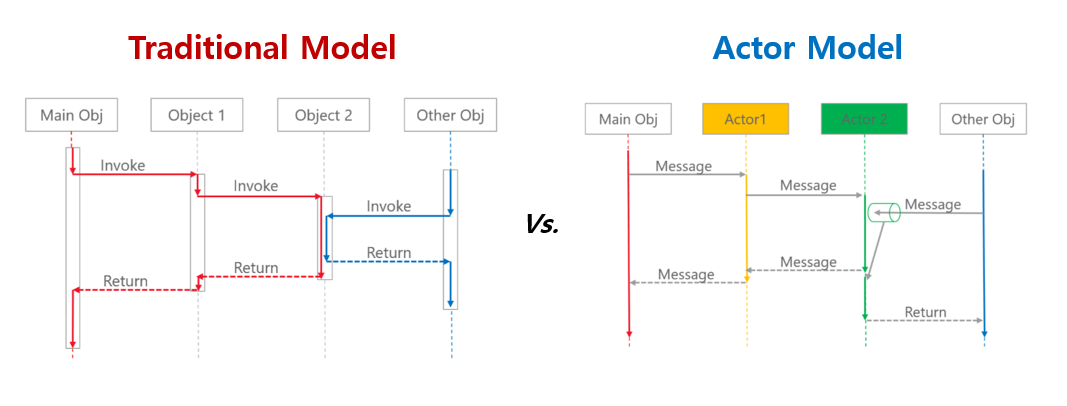 Traditional Model
Actor Model
Main Obj
Object 1
Object 2
Other Obj
Invoke
Invoke
Invoke
Return
Return
Return
Vs.
Main Obj
Actor1
Actor 2
Other Obj
Message
Message
Message
Message
Message
Return